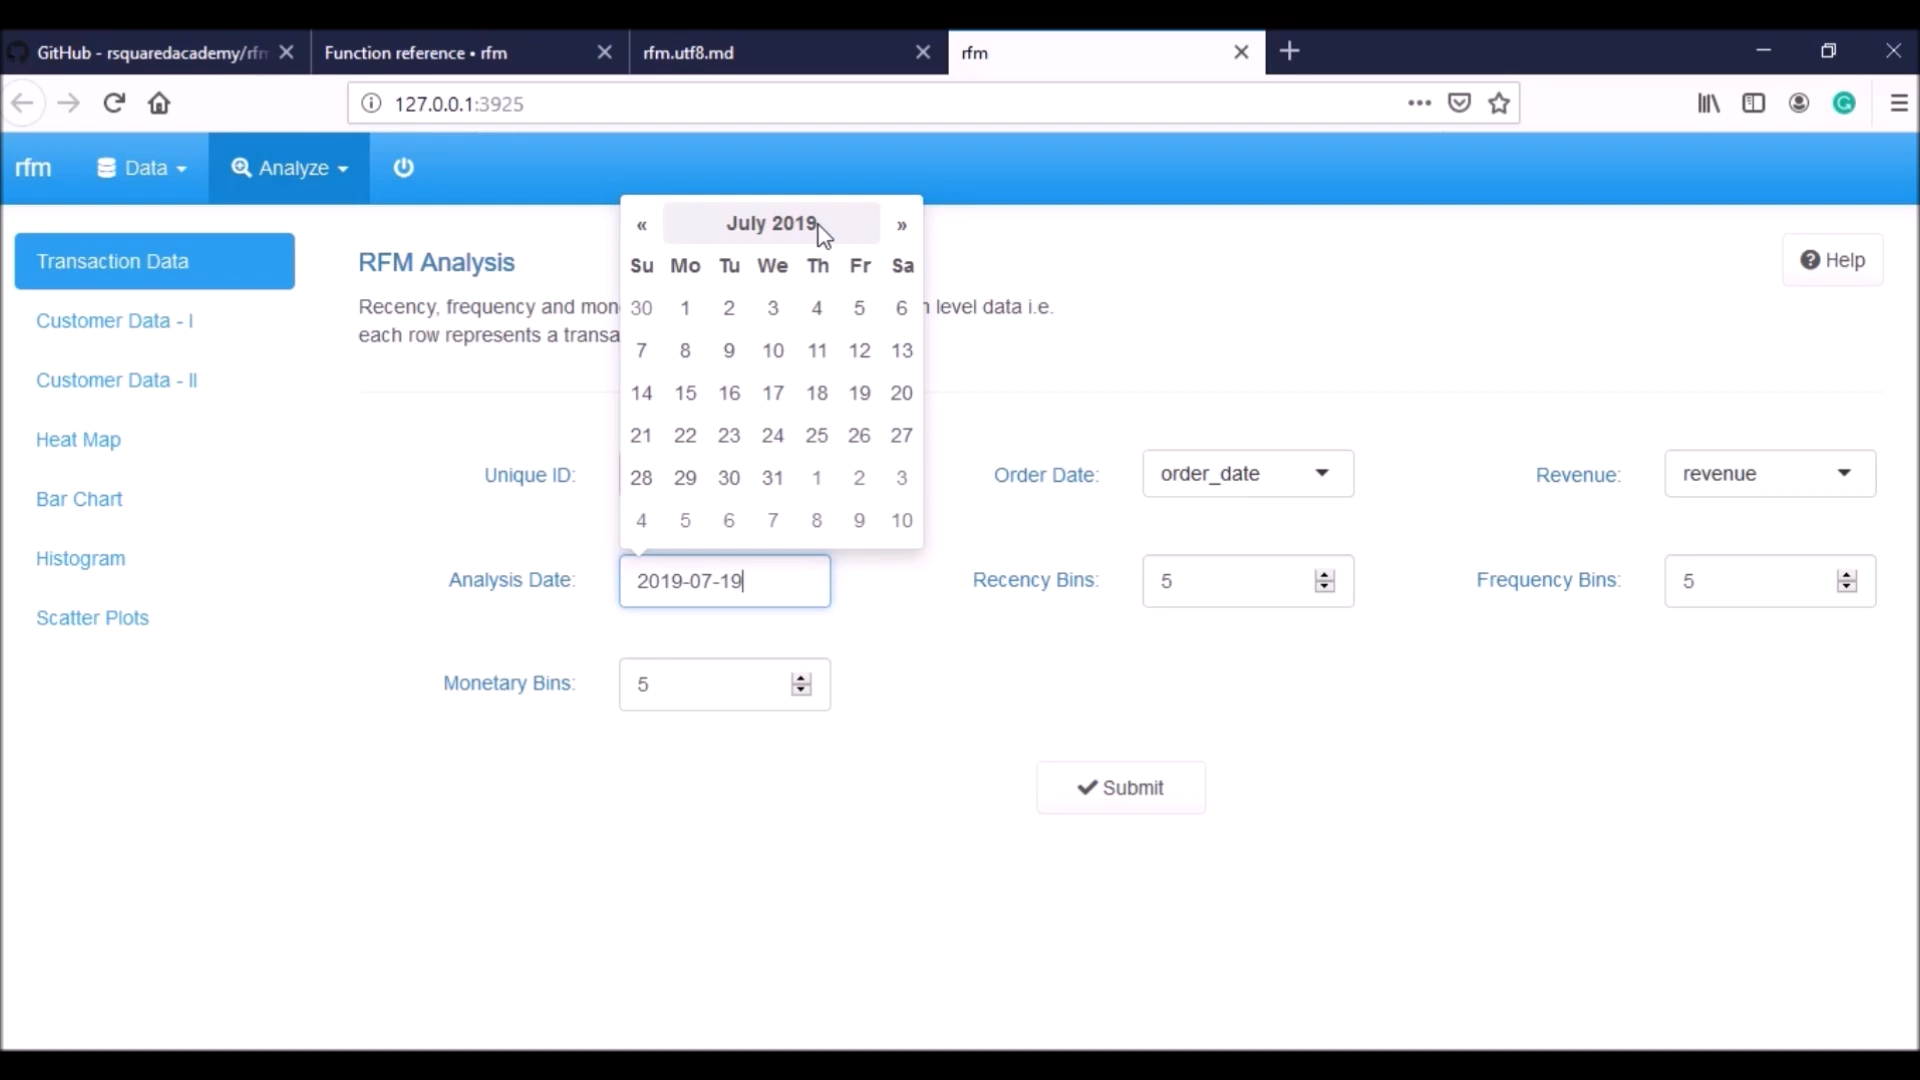 GitHub - rsquaredacademy/rfm
Function reference • rfm
rfm.utf8.md
rfm
127.0.0.1:3925
rfm
Data
Analyze
Transaction Data
Customer Data - I
Customer Data - II
Heat Map
Bar Chart
Histogram
Scatter Plots
RFM Analysis
Help
Recency, frequency and level data i.e.
each row represents a
« July 2019 »
Su Mo Tu We Th Fr Sa
30 1 2 3 4 5 6
7 8 9 10 11 12 13
14 15 16 17 18 19 20
21 22 23 24 25 26 27
28 29 30 31 1 2 3
4 5 6 7 8 9 10
Unique ID:
Order Date: order_date
Revenue: revenue
Analysis Date: 2019-07-19
Recency Bins: 5
Frequency Bins: 5
Monetary Bins: 5
Submit